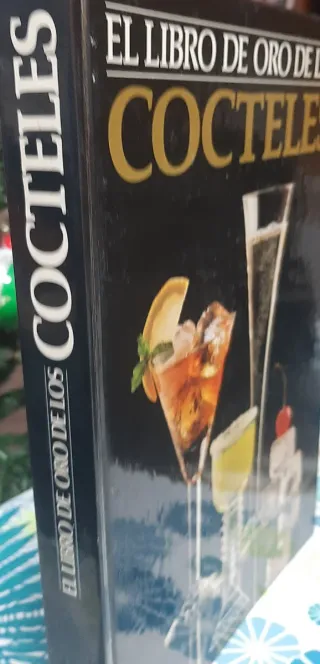 EL LIBRO DE ORO DE L
COCTELES
EL LIBRO DE ORO DE LOS COCTELES